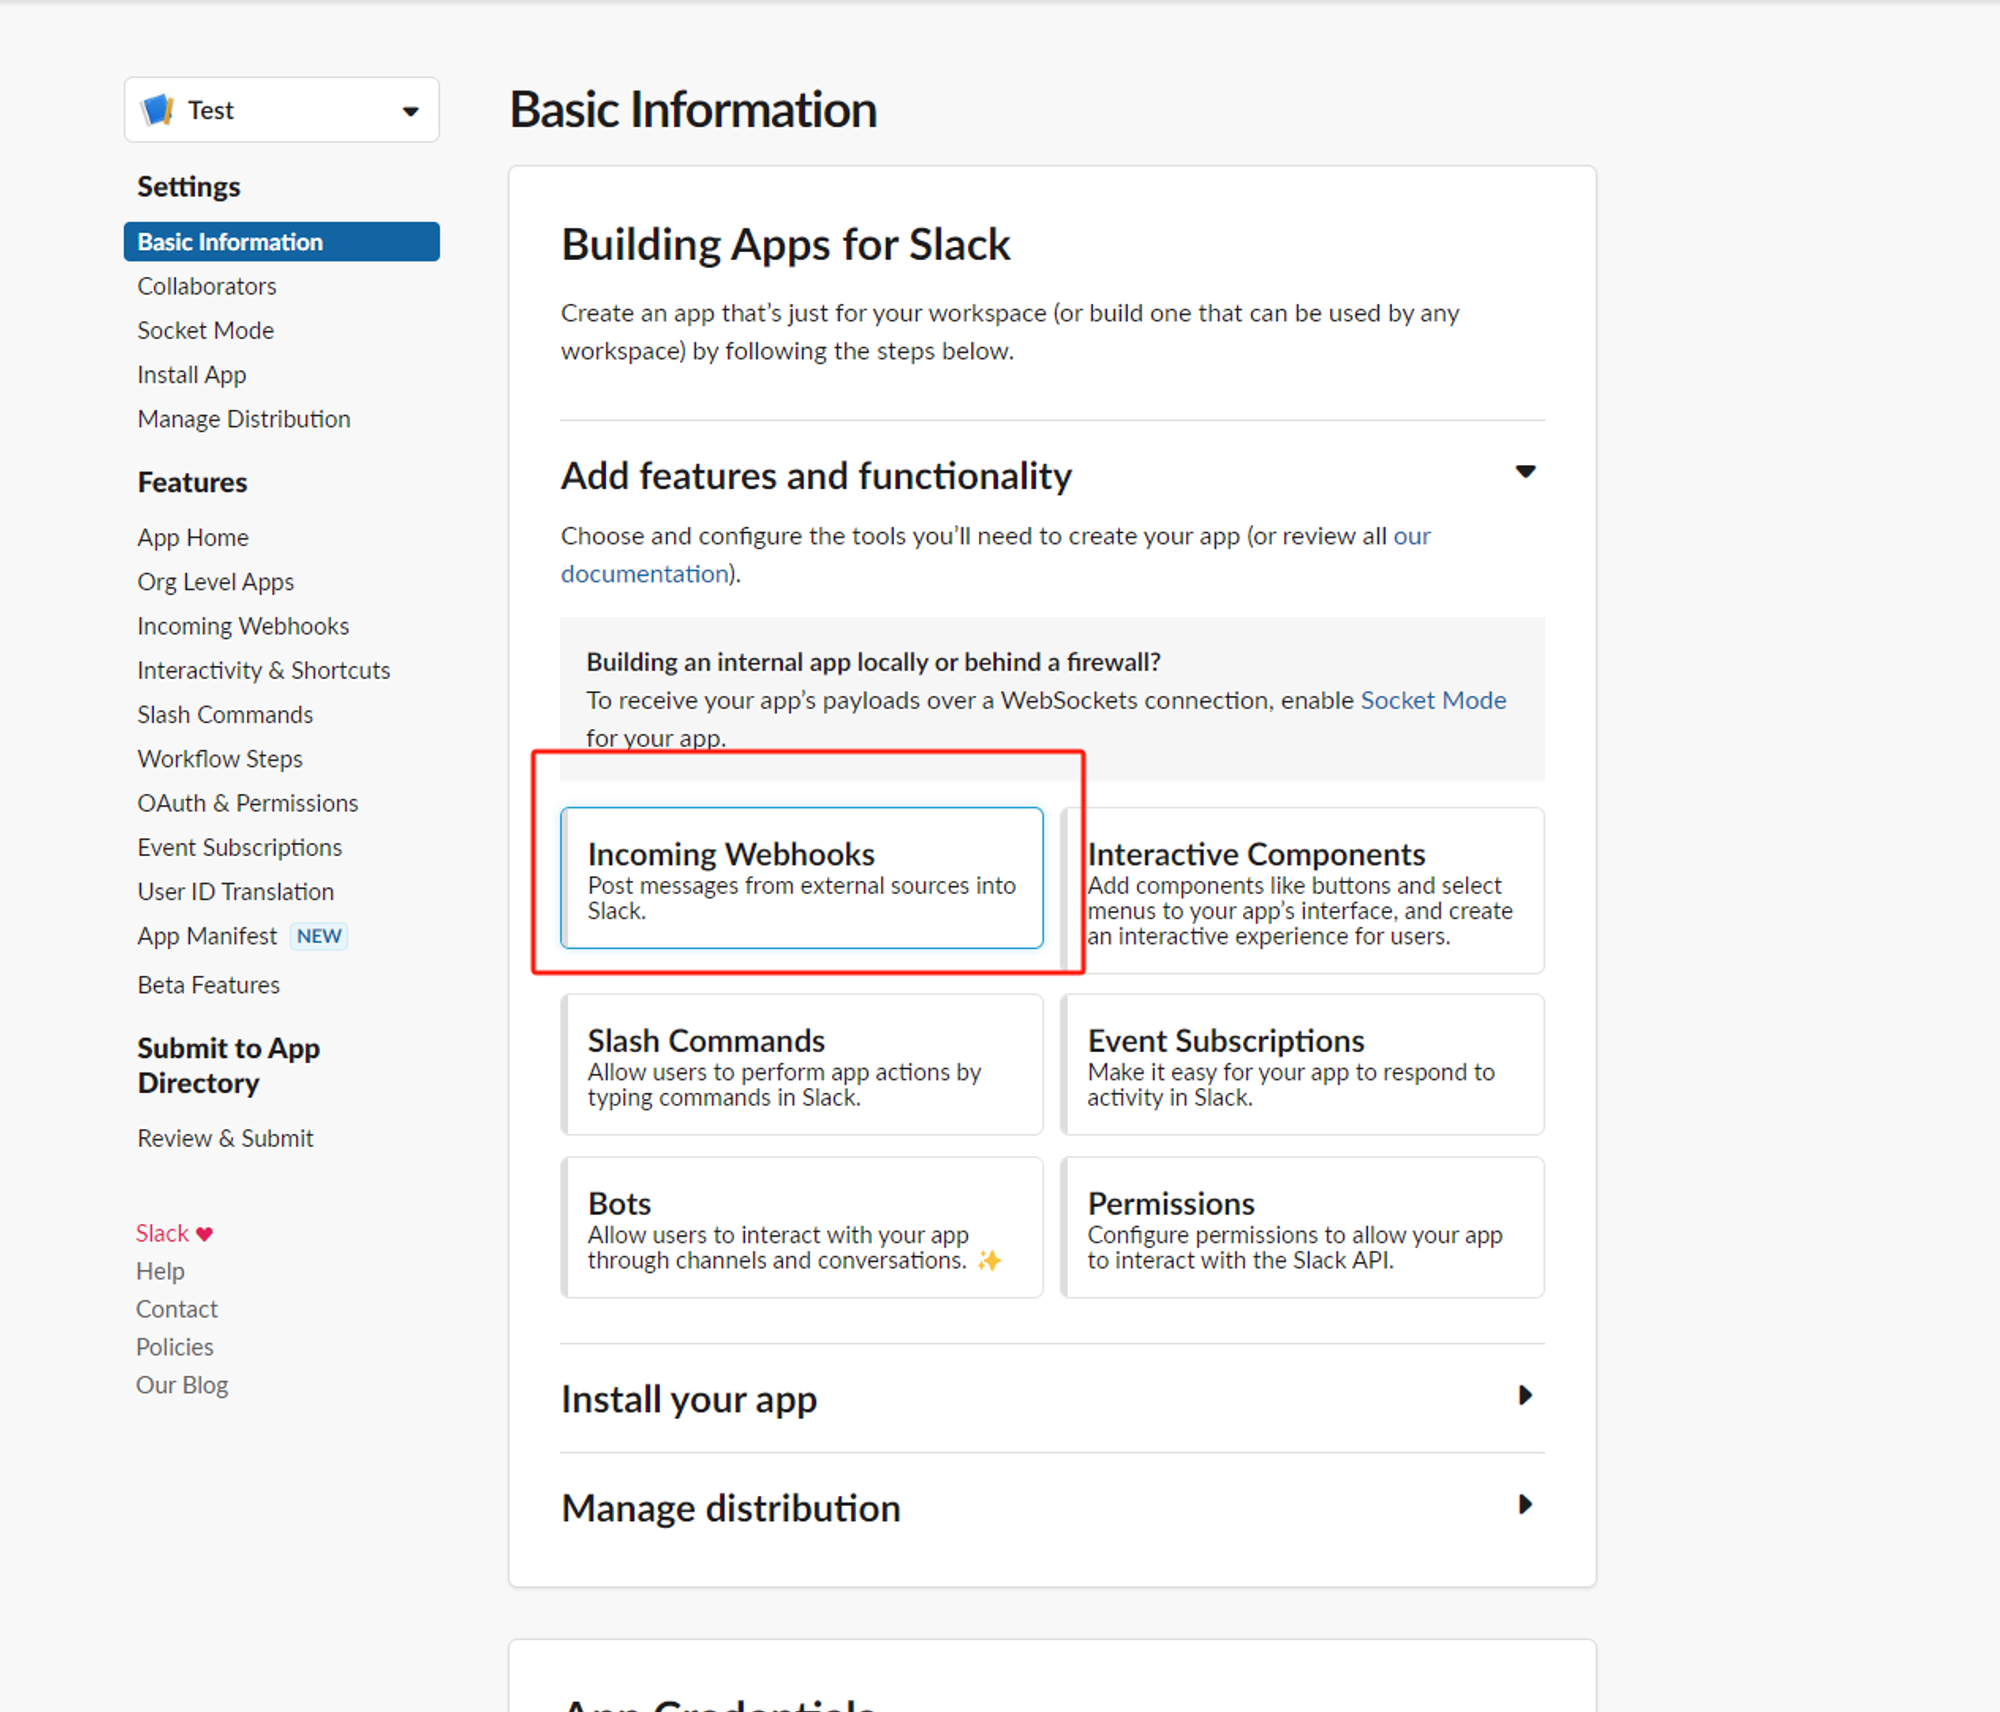 Test
Settings
Basic Information
Collaborators
Socket Mode
Install App
Manage Distribution
Features
App Home
Org Level Apps
Incoming Webhooks
Interactivity & Shortcuts
Slash Commands
Workflow Steps
OAuth & Permissions
Event Subscriptions
User ID Translation
App Manifest NEW
Beta Features
Submit to App
Directory
Review & Submit
Slack ♥
Help
Contact
Policies
Our Blog
Basic Information
Building Apps for Slack
Create an app that’s just for your workspace (or build one that can be used by any
workspace) by following the steps below.
Add features and functionality
Choose and configure the tools you’ll need to create your app (or review all our
documentation).
Building an internal app locally or behind a firewall?
To receive your app’s payloads over a WebSockets connection, enable Socket Mode
for your app.
Incoming Webhooks
Post messages from external sources into
Slack.
Interactive Components
Add components like buttons and select
menus to your app’s interface, and create
an interactive experience for users.
Slash Commands
Allow users to perform app actions by
typing commands in Slack.
Event Subscriptions
Make it easy for your app to respond to
activity in Slack.
Bots
Allow users to interact with your app
through channels and conversations. ✨
Permissions
Configure permissions to allow your app
to interact with the Slack API.
Install your app
Manage distribution
App Credentials